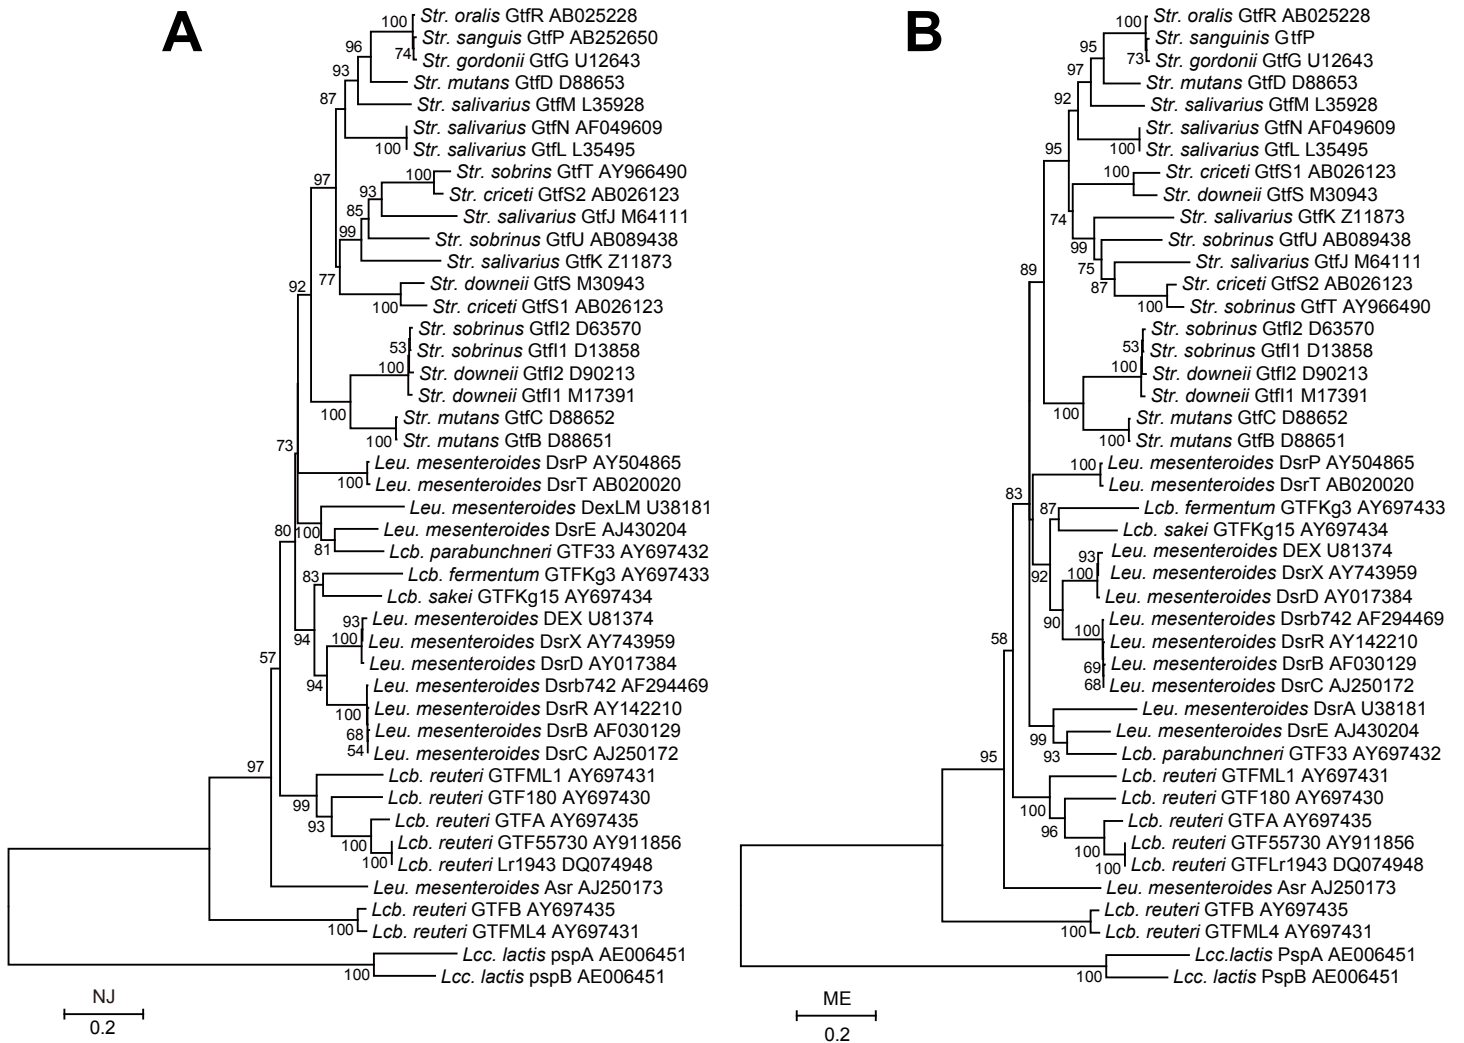 A
100
Str. oralis GtfR AB025228
Str. sanguis GtfP AB252650
74
Str. gordonii GtfG U12643
96
Str. mutans GtfD D88653
93
Str. salivarius GtfM L35928
87
Str. salivarius GtfN AF049609
100
Str. salivarius GtfL L35495
97
100
Str. sobrins GtfT AY966490
93
Str. criceti GtfS2 AB026123
85
Str. salivarius GtfJ M64111
99
Str. sobrinus GtfU AB089438
Str. salivarius GtfK Z11873
77
Str. downeii GtfS M30943
100
Str. criceti GtfS1 AB026123
92
Str. sobrinus GtfI2 D63570
53
Str. sobrinus GtfI1 D13858
100
Str. downeii GtfI2 D90213
Str. downeii GtfI1 M17391
100
Str. mutans GtfC D88652
100
Str. mutans GtfB D88651
73
Leu. mesenteroides DsrP AY504865
100
Leu. mesenteroides DsrT AB020020
Leu. mesenteroides DexLM U38181
80
100
Leu. mesenteroides DsrE AJ430204
81
Lcb. parabunchneri GTF33 AY697432
83
Lcb. fermentum GTFKg3 AY697433
Lcb. sakei GTFKg15 AY697434
94
93
Leu. mesenteroides DEX U81374
100
Leu. mesenteroides DsrX AY743959
Leu. mesenteroides DsrD AY017384
57
94
Leu. mesenteroides Dsrb742 AF294469
100
Leu. mesenteroides DsrR AY142210
68
Leu. mesenteroides DsrB AF030129
54
Leu. mesenteroides DsrC AJ250172
97
Lcb. reuteri GTFML1 AY697431
99
Lcb. reuteri GTF180 AY697430
93
Lcb. reuteri GTFA AY697435
100
Lcb. reuteri GTF55730 AY911856
100
Lcb. reuteri Lr1943 DQ074948
Leu. mesenteroides Asr AJ250173
Lcb. reuteri GTFB AY697435
100
Lcb. reuteri GTFML4 AY697431
Lcc. lactis pspA AE006451
100
Lcc. lactis pspB AE006451
NJ
0.2
B
100
Str. oralis GtfR AB025228
Str. sanguinis GtfP
73
Str. gordonii GtfG U12643
95
Str. mutans GtfD D88653
97
Str. salivarius GtfM L35928
92
Str. salivarius GtfN AF049609
100
Str. salivarius GtfL L35495
95
100
Str. criceti GtfS1 AB026123
Str. downeii GtfS M30943
74
Str. salivarius GtfK Z11873
99
Str. sobrinus GtfU AB089438
75
Str. salivarius GtfJ M64111
87
Str. criceti GtfS2 AB026123
100
Str. sobrinus GtfT AY966490
89
Str. sobrinus GtfI2 D63570
53
Str. sobrinus GtfI1 D13858
100
Str. downeii GtfI2 D90213
Str. downeii GtfI1 M17391
100
Str. mutans GtfC D88652
100
Str. mutans GtfB D88651
100
Leu. mesenteroides DsrP AY504865
Leu. mesenteroides DsrT AB020020
83
87
Lcb. fermentum GTFKg3 AY697433
Lcb. sakei GTFKg15 AY697434
92
93
Leu. mesenteroides DEX U81374
100
Leu. mesenteroides DsrX AY743959
Leu. mesenteroides DsrD AY017384
90
Leu. mesenteroides Dsrb742 AF294469
100
Leu. mesenteroides DsrR AY142210
69
Leu. mesenteroides DsrB AF030129
68
Leu. mesenteroides DsrC AJ250172
58
Leu. mesenteroides DsrA U38181
99
Leu. mesenteroides DsrE AJ430204
93
Lcb. parabunchneri GTF33 AY697432
95
Lcb. reuteri GTFML1 AY697431
100
Lcb. reuteri GTF180 AY697430
96
Lcb. reuteri GTFA AY697435
100
Lcb. reuteri GTF55730 AY911856
100
Lcb. reuteri GTFLr1943 DQ074948
Leu. mesenteroides Asr AJ250173
Lcb. reuteri GTFB AY697435
100
Lcb. reuteri GTFML4 AY697431
Lcc.lactis PspA AE006451
100
Lcc. lactis PspB AE006451
ME
0.2